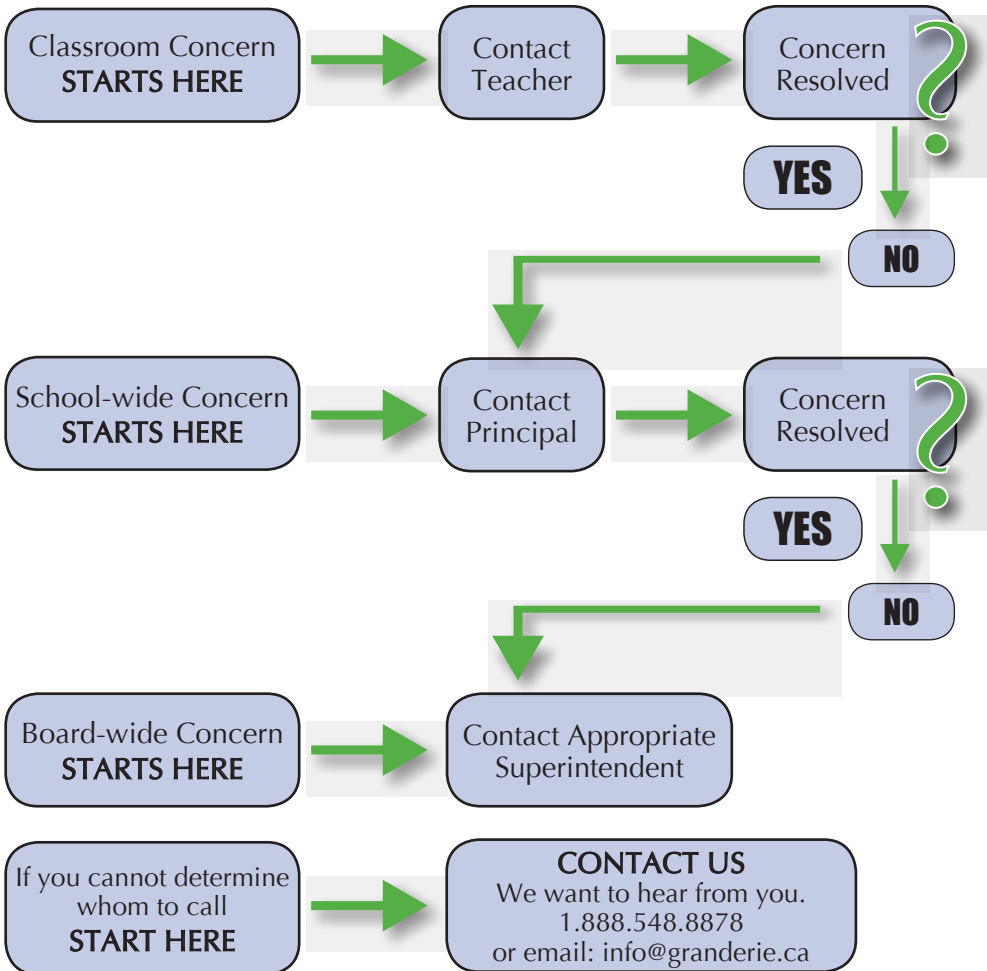 Classroom Concern
STARTS HERE
Contact
Teacher
Concern
Resolved
?
YES
NO
School-wide Concern
STARTS HERE
Contact
Principal
Concern
Resolved
?
YES
NO
Board-wide Concern
STARTS HERE
Contact Appropriate
Superintendent
If you cannot determine
whom to call
START HERE
CONTACT US
We want to hear from you.
1.888.548.8878
or email: info@granderie.ca